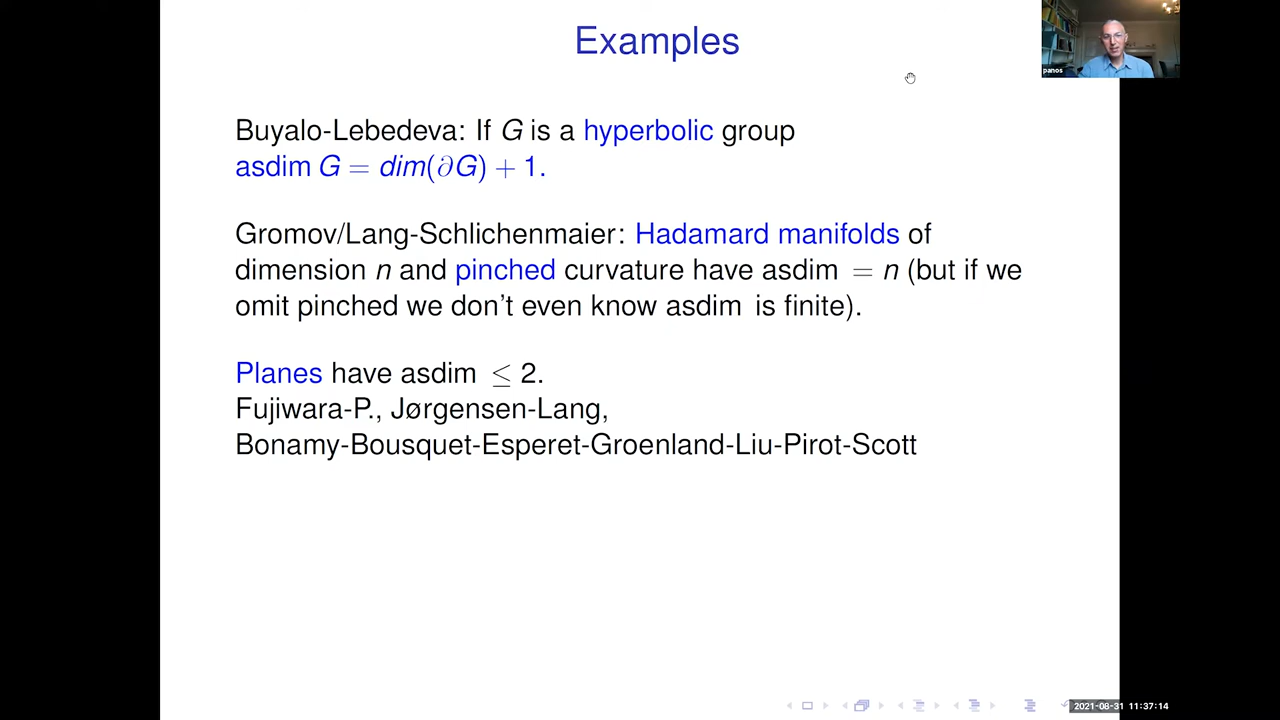 Examples
panos
Buyalo-Lebedeva: If G is a hyperbolic group
asdim G = dim(∂G) + 1.
Gromov/Lang-Schlichenmaier: Hadamard manifolds of
dimension n and pinched curvature have asdim = n (but if we
omit pinched we don't even know asdim is finite).
Planes have asdim ≤ 2.
Fujiwara-P., Jørgensen-Lang,
Bonamy-Bousquet-Esperet-Groenland-Liu-Pirot-Scott
2021-08-31 11:37:14